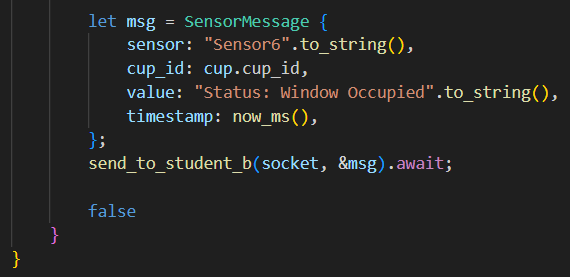 let msg = SensorMessage {
sensor: "Sensor6".to_string(),
cup_id: cup.cup_id,
value: "Status: Window Occupied".to_string(),
timestamp: now_ms(),
};
send_to_student_b(socket, &msg).await;
false
}
}